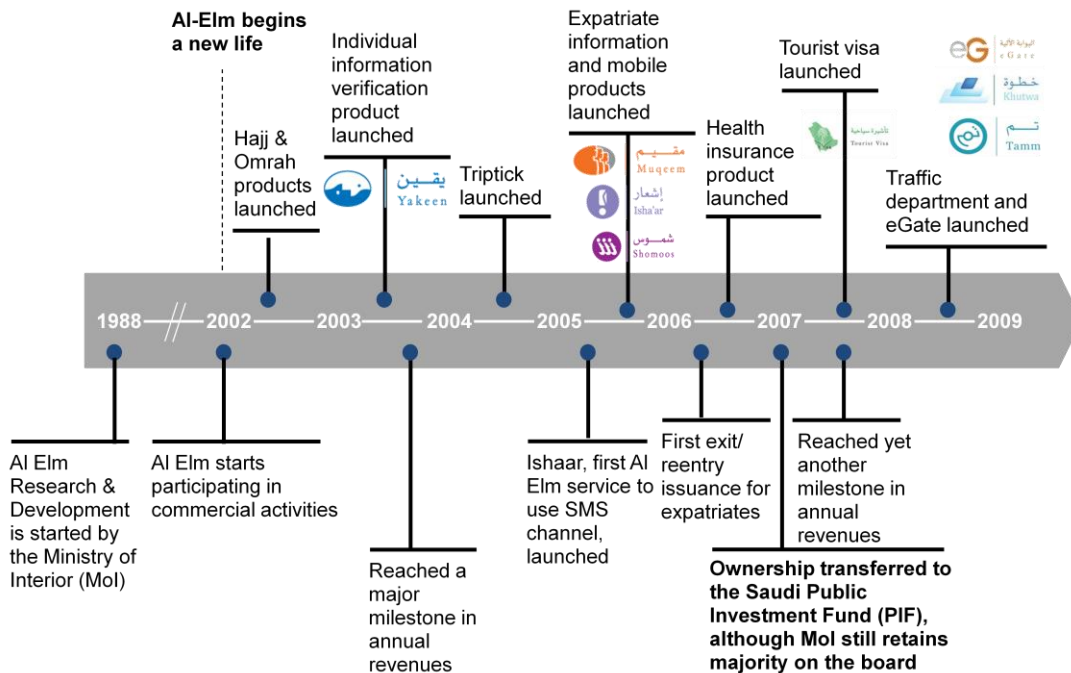 Al-Elm begins
a new life
Hajj &
Omrah
products
launched
Individual
information
verification
product
launched
يقين
Yakeen
Triptick
launched
Expatriate
information
and mobile
products
launched
مقيم
Muqeem
إشعار
Isha'ar
شموس
Shomoos
Health
insurance
product
launched
Tourist visa
launched
تأشيرة سياحية
Tourist Visa
eG
البوابة الآلية
eGate
خطوة
Khutwa
تم
Tamm
Traffic
department and
eGate launched
1988 2002 2003 2004 2005 2006 2007 2008 2009
Al Elm
Research &
Development
is started by
the Ministry of
Interior (MoI)
Al Elm starts
participating in
commercial activities
Reached a
major
milestone in
annual
revenues
Ishaar, first Al
Elm service to
use SMS
channel,
launched
First exit/
reentry
issuance for
expatriates
Reached yet
another
milestone in
annual
revenues
Ownership transferred to
the Saudi Public
Investment Fund (PIF),
although MoI still retains
majority on the board